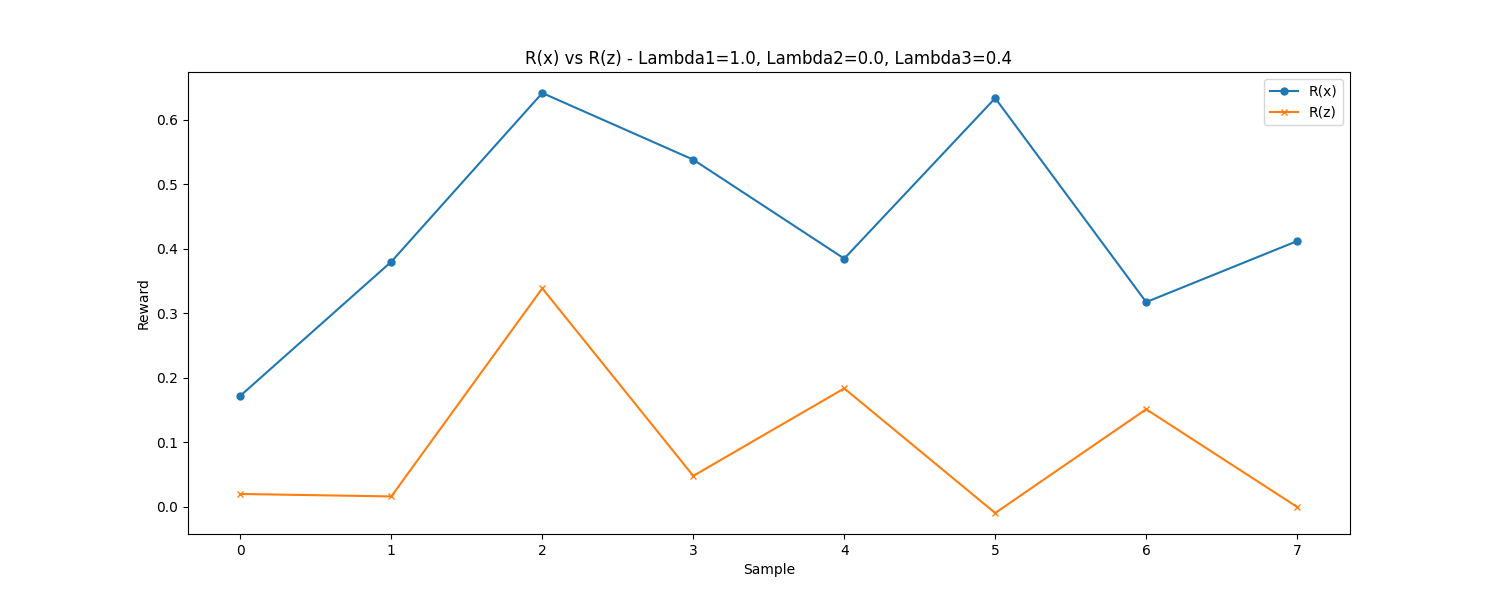 R(x) vs R(z) - Lambda1=1.0, Lambda2=0.0, Lambda3=0.4
R(x)
R(z)
0.6
0.5
0.4
0.3
0.2
0.1
0.0
Reward
0 1 2 3 4 5 6 7
Sample